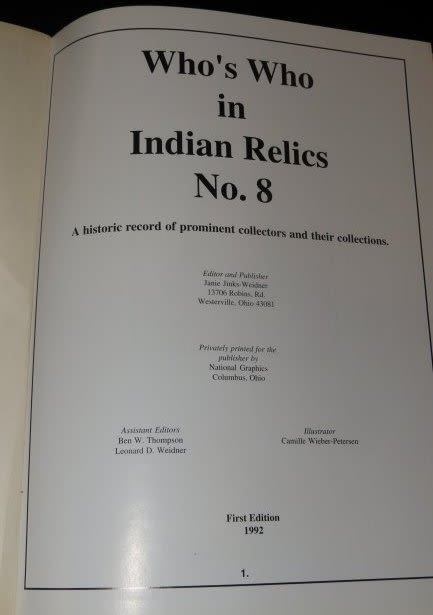 Who's Who
in
Indian Relics
No. 8
A historic record of prominent collectors and their collections.
Editor and Publisher
Janie Jinks-Weidner
13706 Robins, Rd.
Westerville, Ohio 43081
Privately printed for the
publisher by
National Graphics
Columbus, Ohio
Assistant Editors
Ben W. Thompson
Leonard D. Weidner
Illustrator
Camille Wieber-Petersen
First Edition
1992
1.